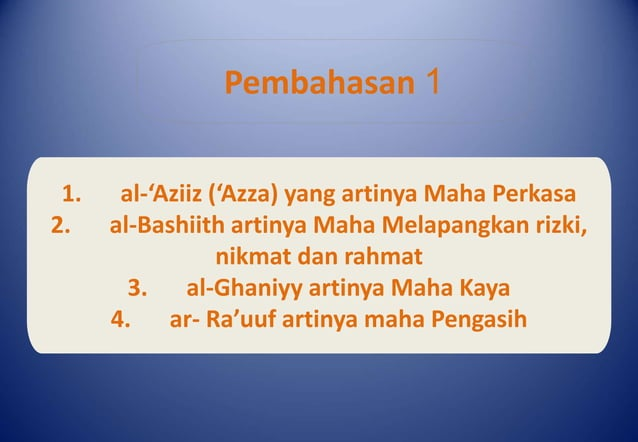 Pembahasan 1
1. al-‘Aziiz (‘Azza) yang artinya Maha Perkasa
2. al-Bashiith artinya Maha Melapangkan rizki,
nikmat dan rahmat
3. al-Ghaniyy artinya Maha Kaya
4. ar- Ra’uuf artinya maha Pengasih